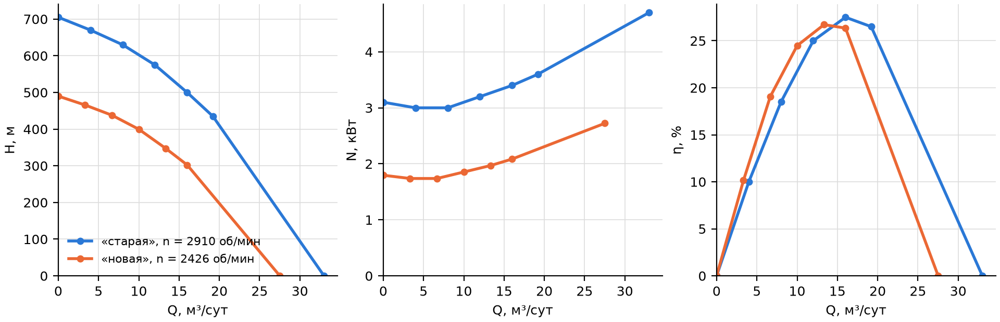 H, м
700
600
500
400
300
200
100
0
«старая», n = 2910 об/мин
«новая», n = 2426 об/мин
0 5 10 15 20 25 30
Q, м³/сут
N, кВт
4
3
2
1
0
0 5 10 15 20 25 30
Q, м³/сут
η, %
25
20
15
10
5
0
0 5 10 15 20 25 30
Q, м³/сут